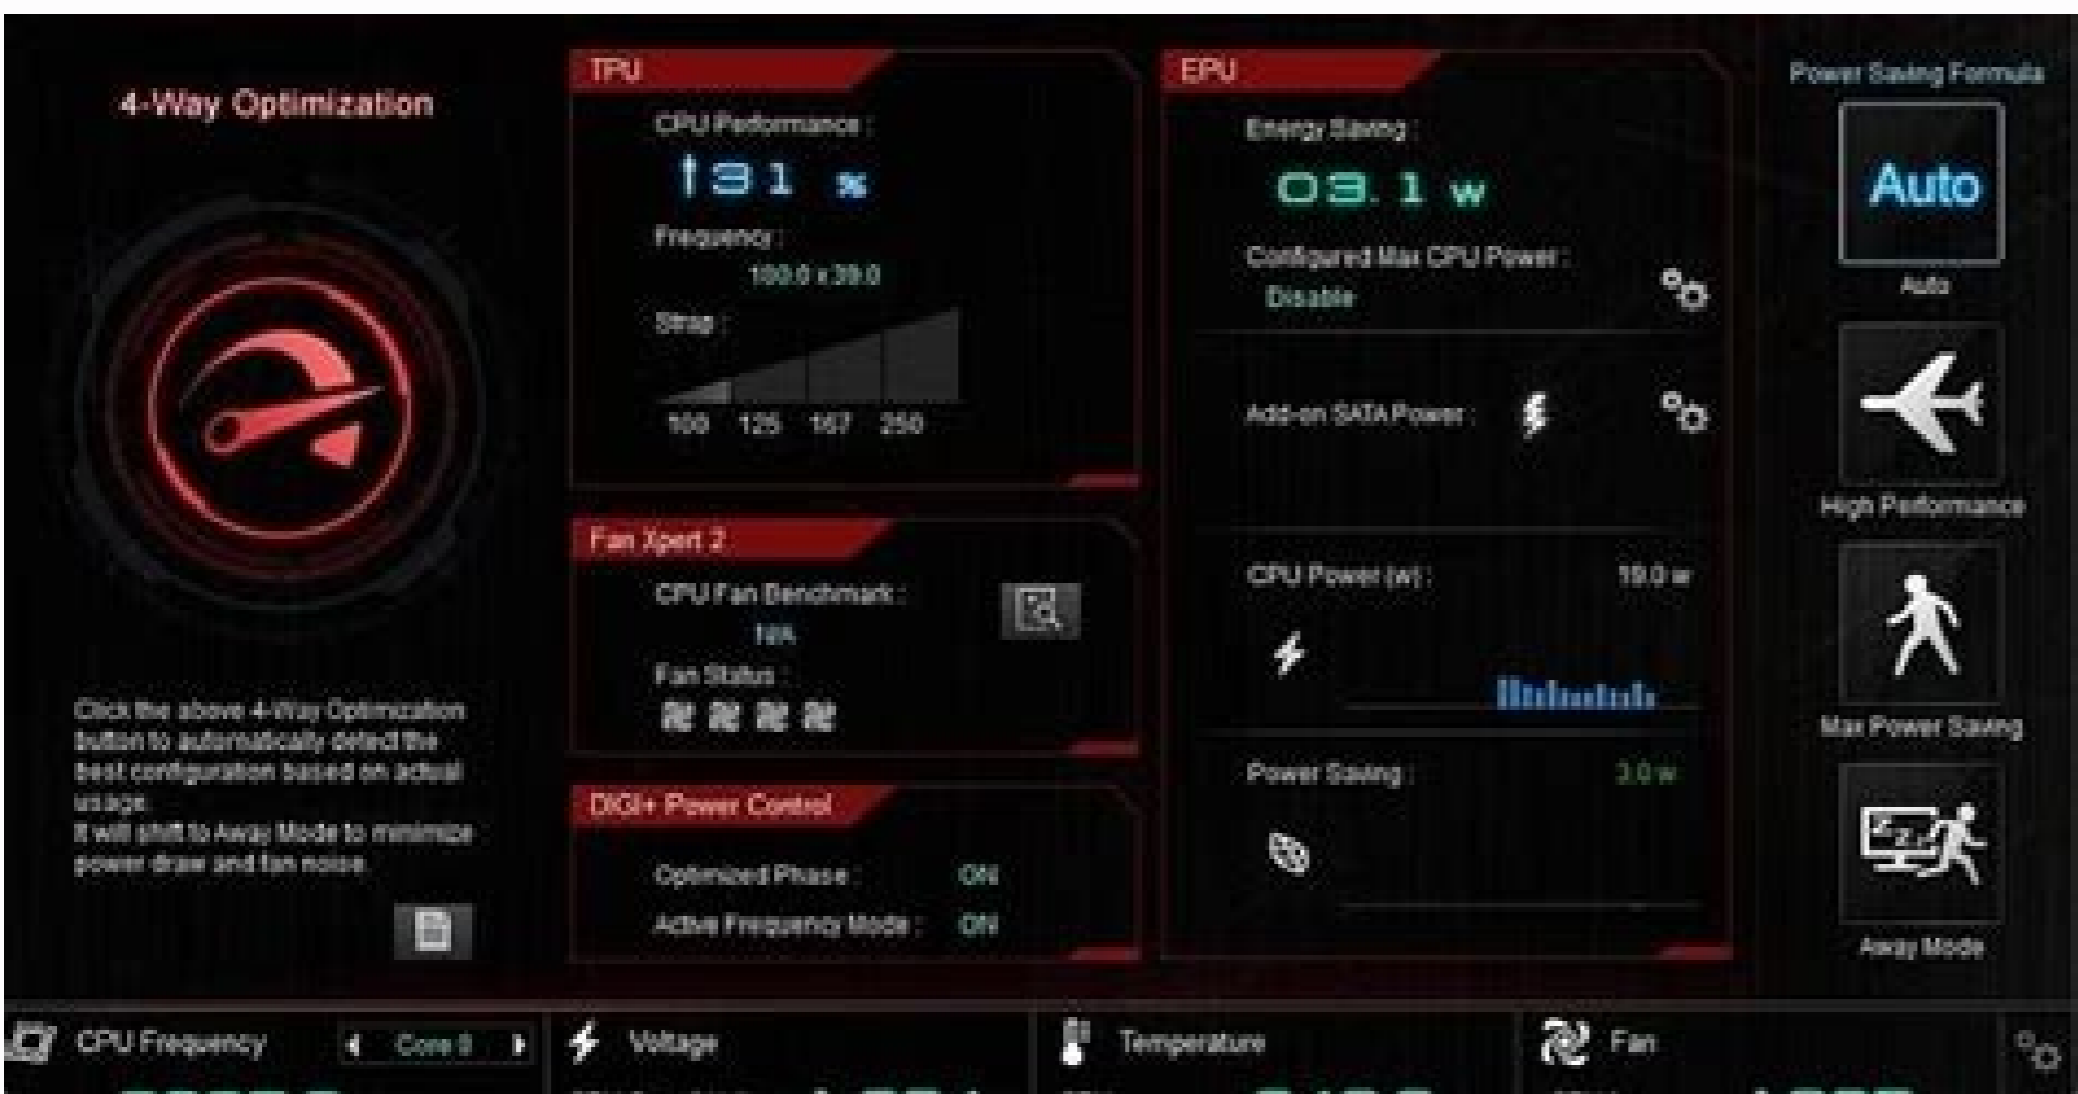 4-Way Optimization
Click the above 4-Way Optimization
button to automatically detect the
best configuration based on actual
usage.
It will shift to Away Mode to minimize
power draw and fan noise.
TPU
CPU Performance :
↑31 %
Frequency :
100.0 x 39.0
Strap :
100 125 167 250
Fan Xpert 2
CPU Fan Benchmark :
N/A
Fan Status :
DIGI+ Power Control
Optimized Phase : ON
Active Frequency Mode : ON
EPU
Energy Saving :
03.1 w
Configured Max CPU Power :
Disable
Add-on SATA Power :
CPU Power (w) : 19.0 w
Power Saving : 3.0 w
Power Saving Formula
Auto
Auto
High Performance
Max Power Saving
Away Mode
CPU Frequency
Core 0
Voltage
Temperature
Fan